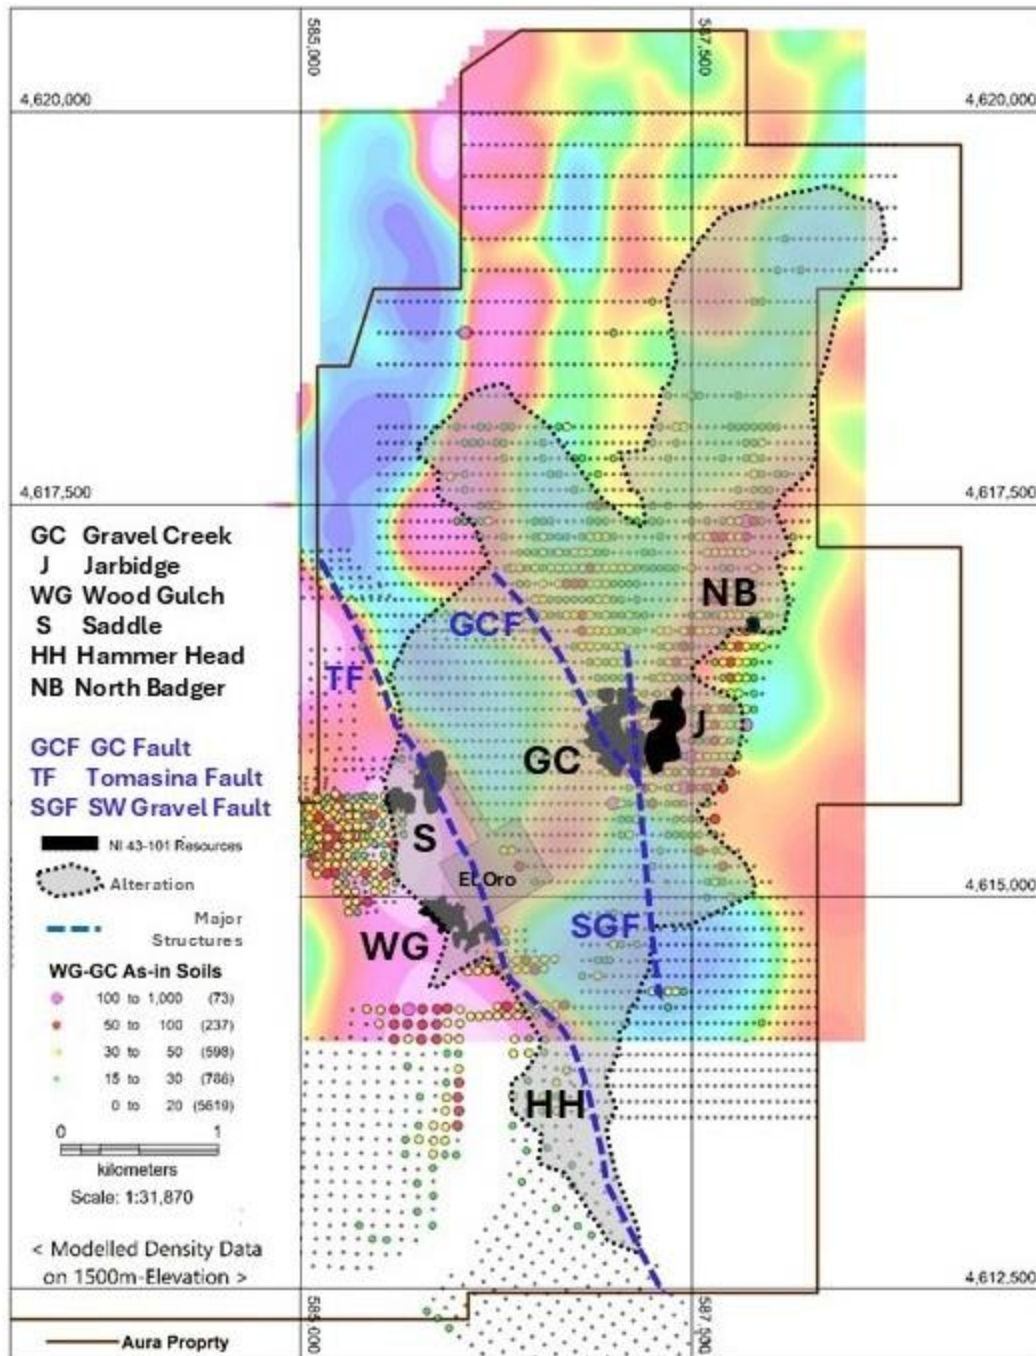 585,000
587,500
4,620,000
4,620,000
4,617,500
4,617,500
GC Gravel Creek
J Jarbidge
WG Wood Gulch
S Saddle
HH Hammer Head
NB North Badger
GCF GC Fault
TF Tomasina Fault
SGF SW Gravel Fault
NI 43-101 Resources
Alteration
Major
Structures
WG-GC As-in Soils
100 to 1,000 (73)
50 to 100 (237)
30 to 50 (598)
15 to 30 (786)
0 to 20 (5619)
0 1
kilometers
Scale: 1:31,870
< Modelled Density Data
on 1500m-Elevation >
Aura Proprty
NB
GCF
TF
J
GC
S
El Oro
4,615,000
SGF
WG
HH
4,612,500
585,000
587,500